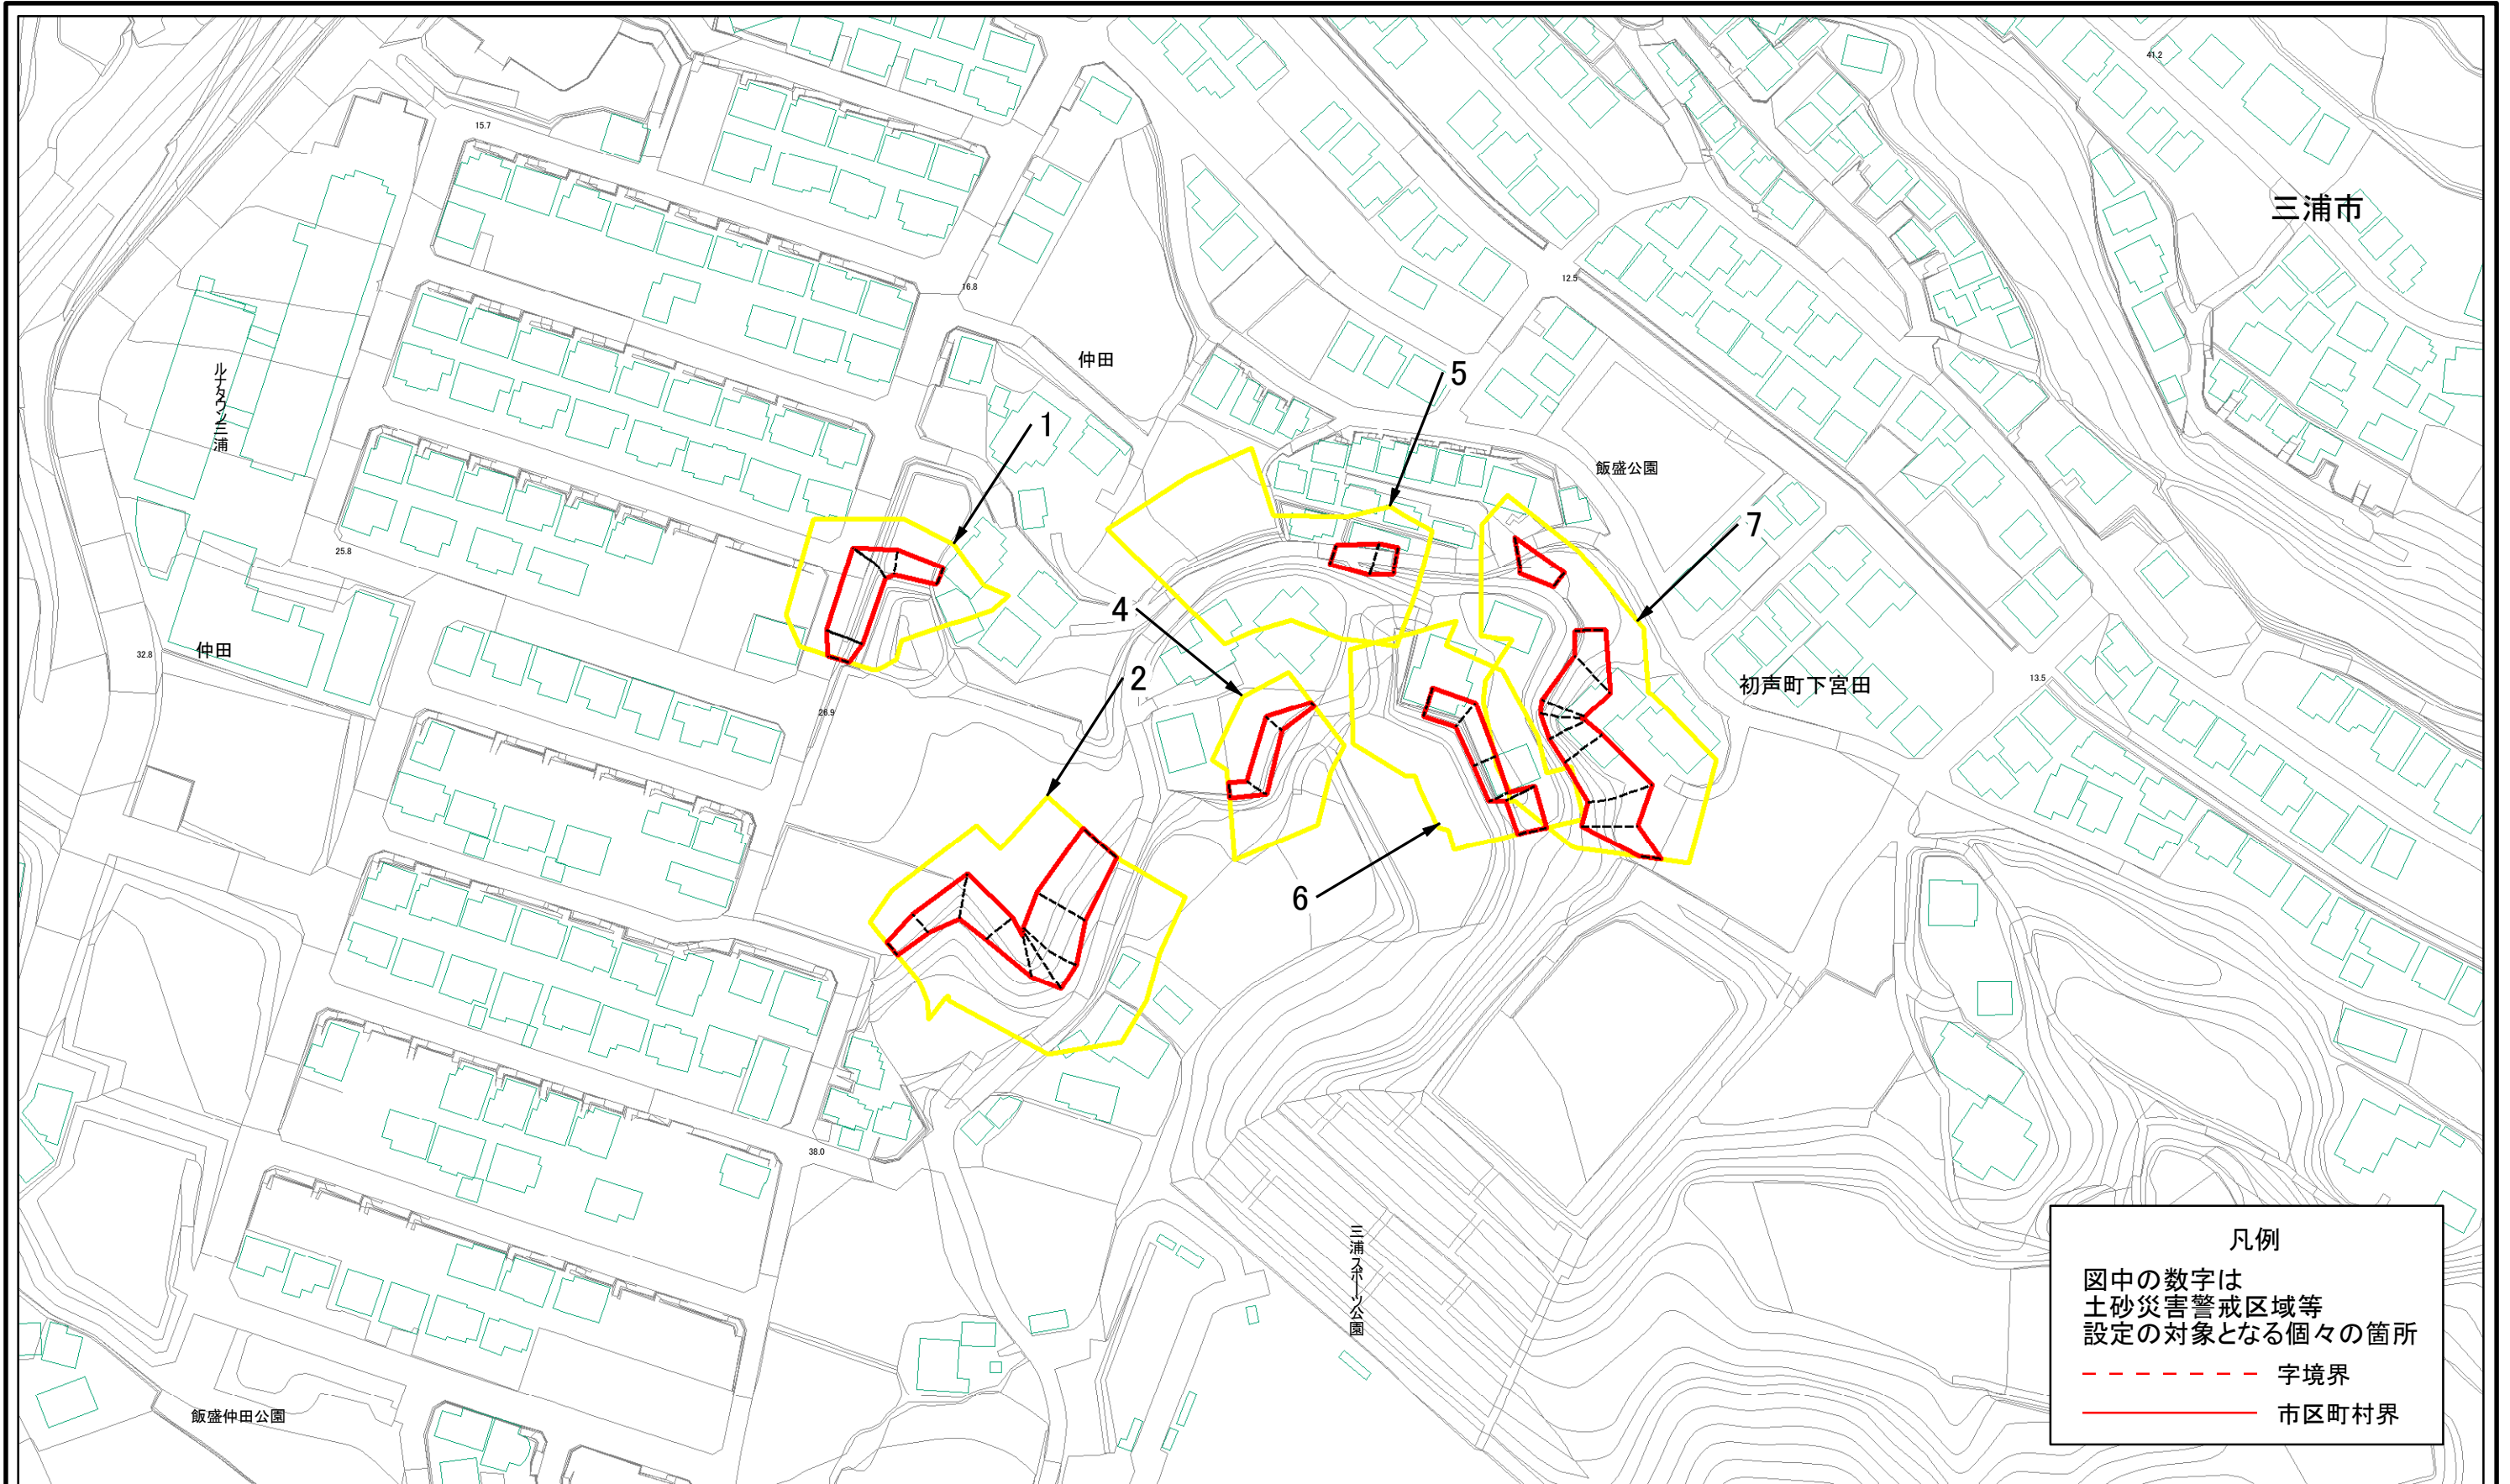 41.2
15.7
三浦市
12.5
16.8
仲田
ルナタウン三浦
5
1
飯盛公園
7
25.8
4
仲田
32.8
2
初声町下宮田
13.5
26.9
6
38.0
三浦スポーツ公園
飯盛仲田公園
凡例
図中の数字は
土砂災害警戒区域等
設定の対象となる個々の箇所
字境界
市区町村界